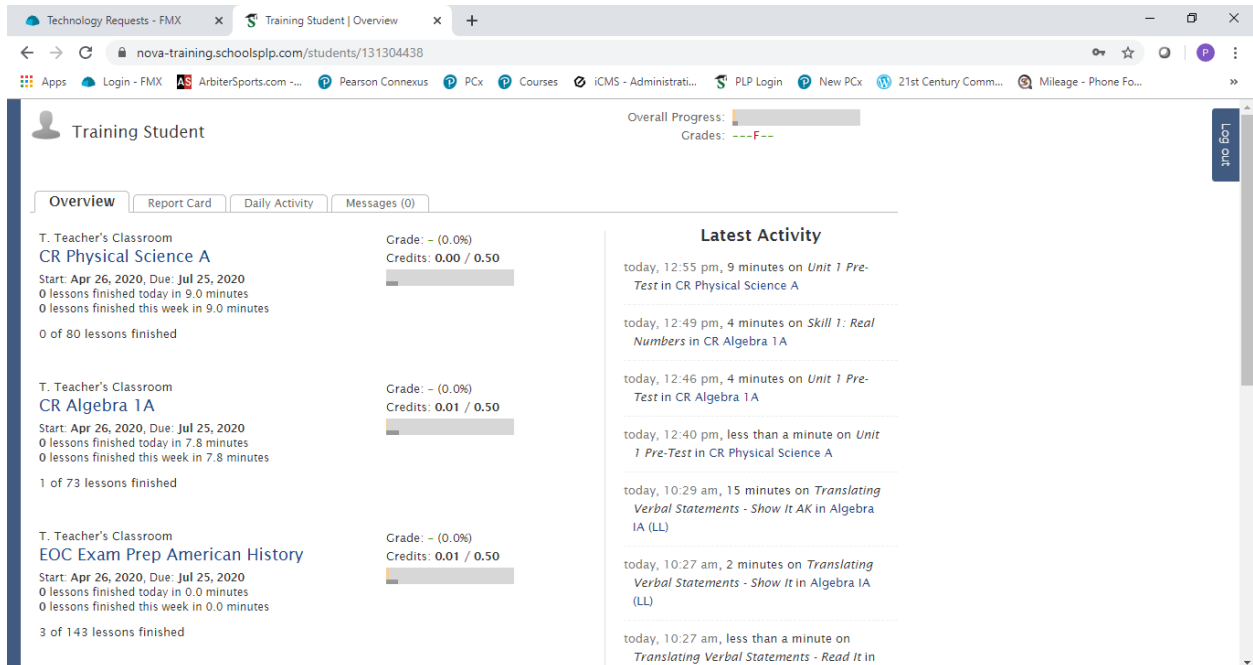 Technology Requests - FMX
Training Student | Overview
nova-training.schoolsplp.com/students/131304438
P
Apps
Login - FMX
AS ArbiterSports.com -...
Pearson Connexus
PCx
Courses
iCMS - Administrati...
PLP Login
New PCx
21st Century Comm...
Mileage - Phone Fo...
»
Training Student
Overall Progress:
Grades: ---F--
Log out
Overview
Report Card
Daily Activity
Messages (0)
T. Teacher's Classroom
CR Physical Science A
Start: Apr 26, 2020, Due: Jul 25, 2020
0 lessons finished today in 9.0 minutes
0 lessons finished this week in 9.0 minutes
0 of 80 lessons finished
Grade: – (0.0%)
Credits: 0.00 / 0.50
T. Teacher's Classroom
CR Algebra 1A
Start: Apr 26, 2020, Due: Jul 25, 2020
0 lessons finished today in 7.8 minutes
0 lessons finished this week in 7.8 minutes
1 of 73 lessons finished
Grade: – (0.0%)
Credits: 0.01 / 0.50
T. Teacher's Classroom
EOC Exam Prep American History
Start: Apr 26, 2020, Due: Jul 25, 2020
0 lessons finished today in 0.0 minutes
0 lessons finished this week in 0.0 minutes
3 of 143 lessons finished
Grade: – (0.0%)
Credits: 0.01 / 0.50
Latest Activity
today, 12:55 pm, 9 minutes on Unit 1 Pre-
Test in CR Physical Science A
today, 12:49 pm, 4 minutes on Skill 1: Real
Numbers in CR Algebra 1A
today, 12:46 pm, 4 minutes on Unit 1 Pre-
Test in CR Algebra 1A
today, 12:40 pm, less than a minute on Unit
1 Pre-Test in CR Physical Science A
today, 10:29 am, 15 minutes on Translating
Verbal Statements - Show It AK in Algebra
IA (LL)
today, 10:27 am, 2 minutes on Translating
Verbal Statements - Show It in Algebra IA
(LL)
today, 10:27 am, less than a minute on
Translating Verbal Statements - Read It in